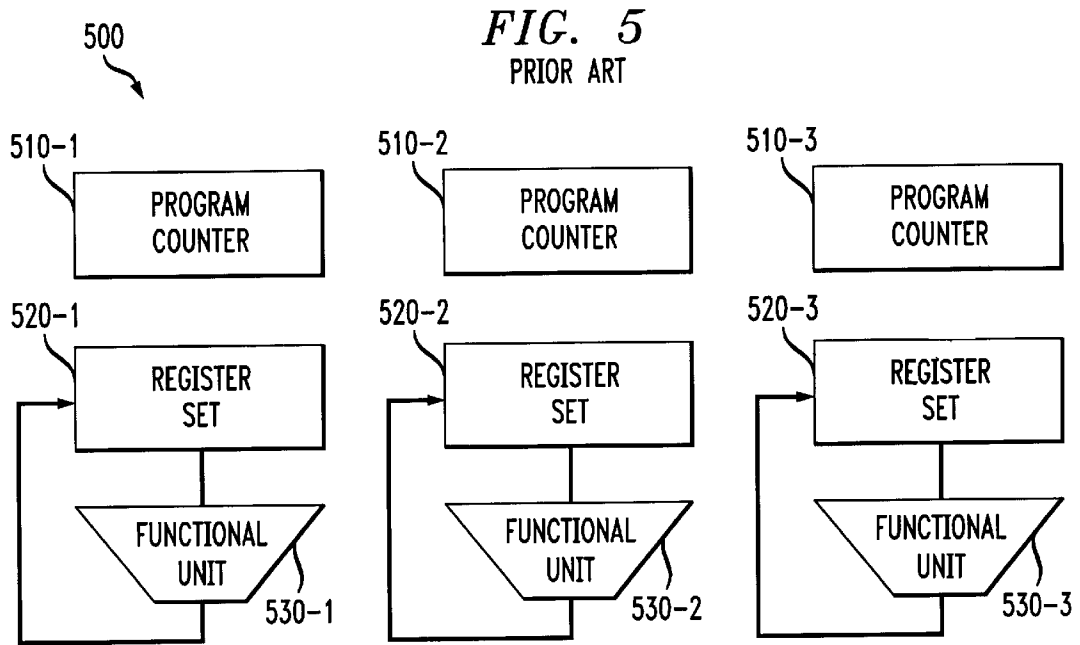 FIG. 5
PRIOR ART
500
510-1
PROGRAM
COUNTER
510-2
PROGRAM
COUNTER
510-3
PROGRAM
COUNTER
520-1
REGISTER
SET
520-2
REGISTER
SET
520-3
REGISTER
SET
FUNCTIONAL
UNIT
530-1
FUNCTIONAL
UNIT
530-2
FUNCTIONAL
UNIT
530-3